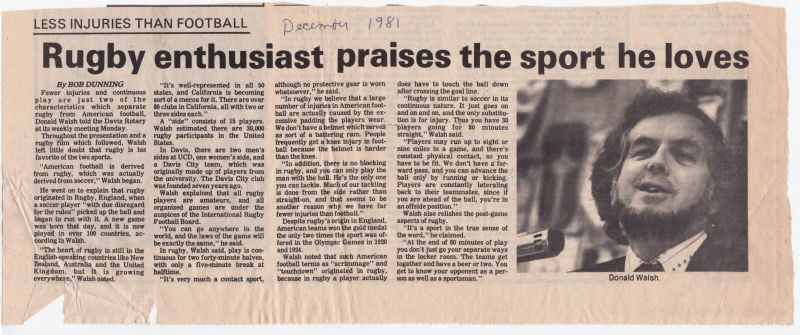 LESS INJURIES THAN FOOTBALL
December 1981
Rugby enthusiast praises the sport he loves
By BOB DUNNING
Fewer injuries and continuous
play are just two of the
characteristics which separate
rugby from American football,
Donald Walsh told the Davis Rotary
at its weekly meeting Monday.
Throughout the presentation and a
rugby film which followed, Walsh
left little doubt that rugby is his
favorite of the two sports.
"American football is derived
from rugby, which was actually
derived from soccer," Walsh began.
He went on to explain that rugby
originated in Rugby, England, when
a soccer player "with due disregard
for the rules" picked up the ball and
began to run with it. A new game
was born that day, and it is now
played in over 100 countries, ac-
cording to Walsh.
"The heart of rugby is still in the
English-speaking countries like New
Zealand, Australia and the United
Kingdom, but it is growing
everywhere," Walsh noted.
"It's well-represented in all 50
states, and California is becoming
sort of a mecca for it. There are over
80 clubs in California, all with two or
three sides each."
A "side" consists of 15 players.
Walsh estimated there are 30,000
rugby participants in the United
States.
In Davis, there are two men's
sides at UCD, one women's side, and
a Davis City team, which was
originally made up of players from
the university. The Davis City club
was founded seven years ago.
Walsh explained that all rugby
players are amateurs, and all
organized games are under the
auspices of the International Rugby
Football Board.
"You can go anywhere in the
world, and the laws of the game will
be exactly the same," he said.
In rugby, Walsh said, play is con-
tinuous for two forty-minute halves,
with only a five-minute break at
halftime.
"It's very much a contact sport,
although no protective gear is worn
whatsoever," he said.
"In rugby we believe that a large
number of injuries in American foot-
ball are actually caused by the ex-
cessive padding the players wear.
We don't have a helmet which serves
as sort of a battering ram. People
frequently get a knee injury in foot-
ball because the helmet is harder
than the knee.
"In addition, there is no blocking
in rugby, and you can only play the
man with the ball. He's the only one
you can tackle. Much of our tackling
is done from the side rather than
straight-on, and that seems to be
another reason why we have far
fewer injuries than football."
Despite rugby's origin in England,
American teams won the gold medal
the only two times the sport was of-
fered in the Olympic Games in 1920
and 1924.
Walsh noted that such American
football terms as "scrimmage" and
"touchdown" originated in rugby,
because in rugby a player actually
does have to touch the ball down
after crossing the goal line.
"Rugby is similar to soccer in its
continuous nature. It just goes on
and on and on, and the only substitu-
tion is for injury. Thus you have 30
players going for 80 minutes
straight," Walsh said.
"Players may run up to eight or
nine miles in a game, and there's
constant physical contact, so you
have to be fit. We don't have a for-
ward pass, and you can advance the
ball only by running or kicking.
Players are constantly lateraling
back to their teammates, since if
you are ahead of the ball, you're in
an offside position."
Walsh also relishes the post-game
aspects of rugby.
"It's a sport in the true sense of
the word," he claimed.
"At the end of 80 minutes of play
you don't just go your separate ways
in the locker room. The teams get
together and have a beer or two. You
get to know your opponent as a per-
son as well as a sportsman."
Donald Walsh